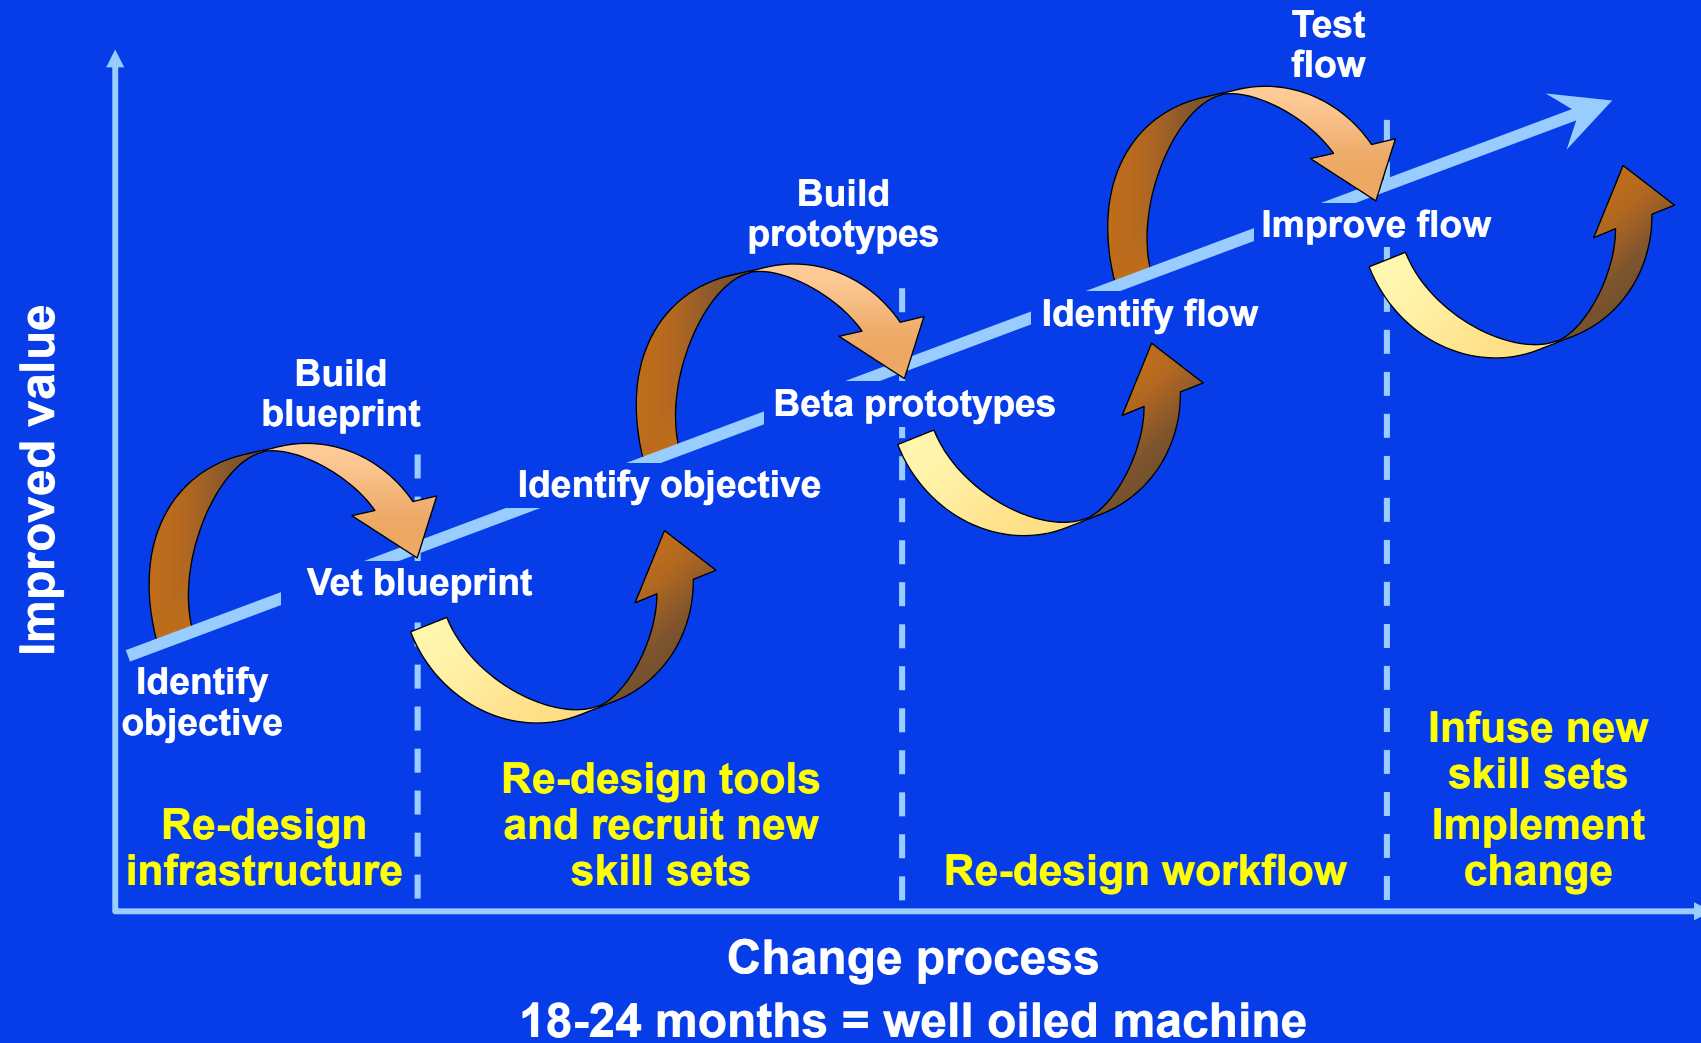 Test
flow
Build
prototypes
Improve flow
Identify flow
Build
blueprint
Beta prototypes
Identify objective
Vet blueprint
Identify
objective
Improved value
Re-design
infrastructure
Re-design tools
and recruit new
skill sets
Re-design workflow
Infuse new
skill sets
Implement
change
Change process
18-24 months = well oiled machine